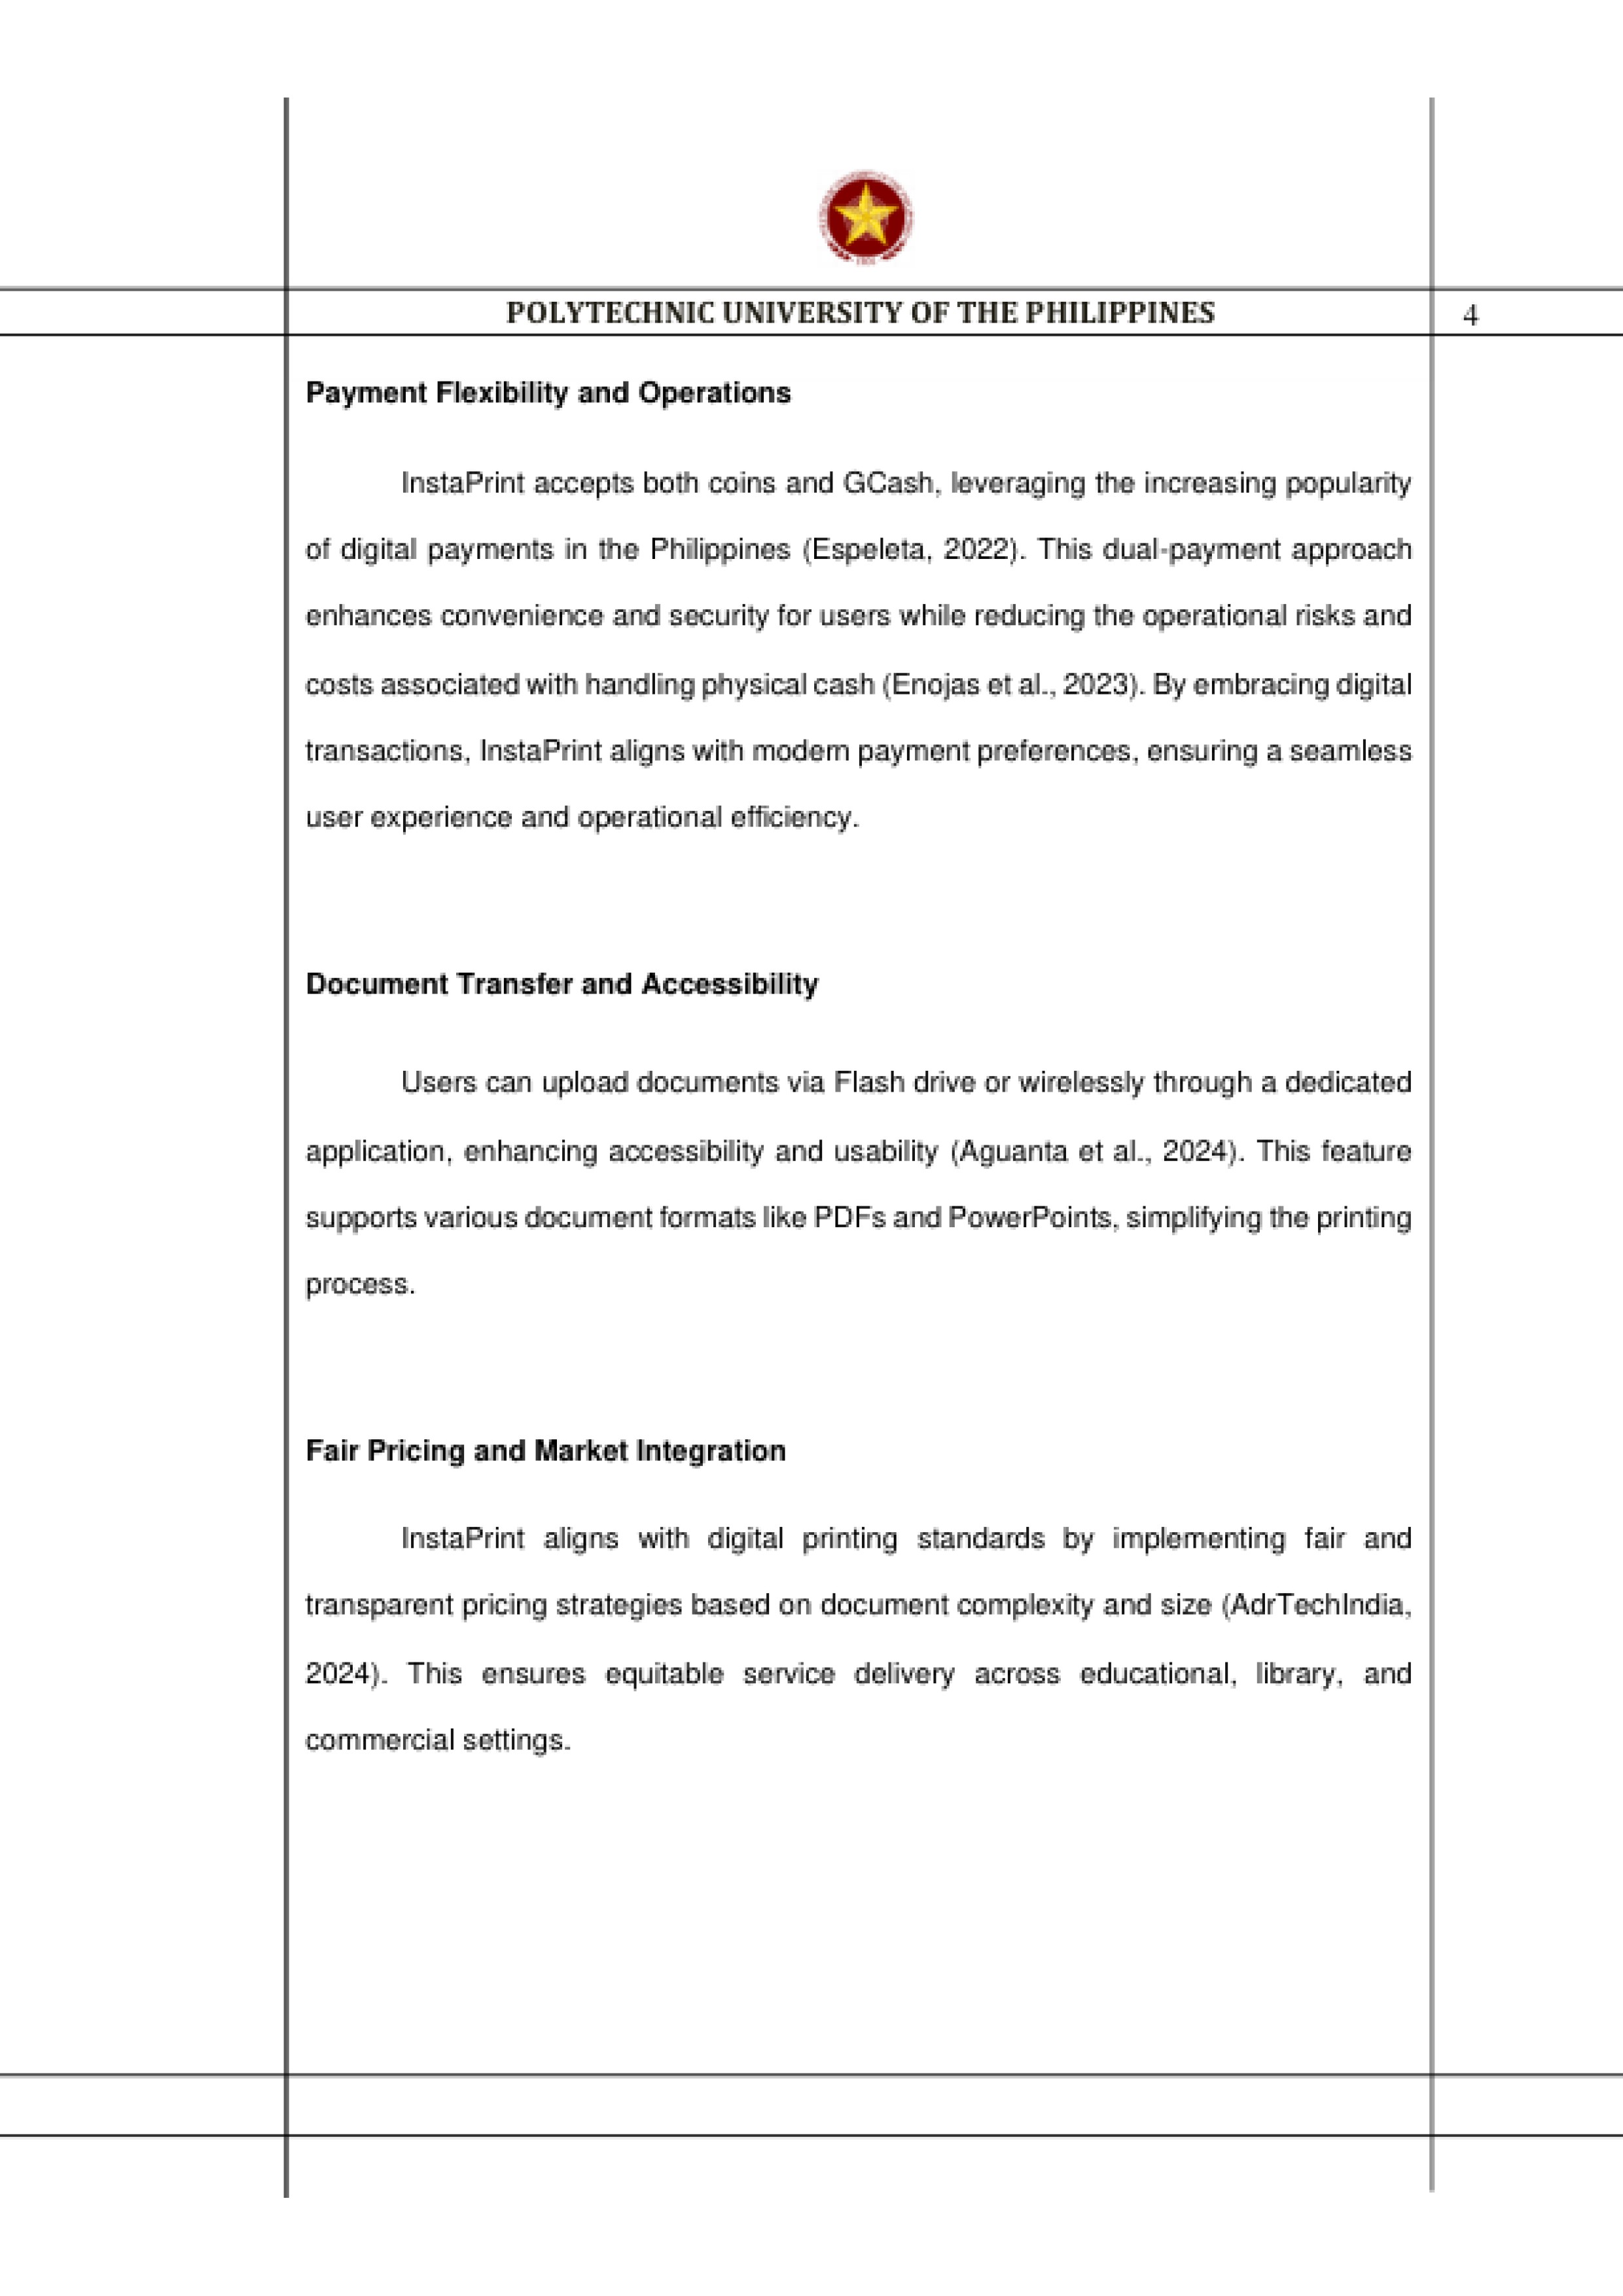 POLYTECHNIC UNIVERSITY OF THE PHILIPPINES
4
Payment Flexibility and Operations
InstaPrint accepts both coins and GCash, leveraging the increasing popularity
of digital payments in the Philippines (Espeleta, 2022). This dual-payment approach
enhances convenience and security for users while reducing the operational risks and
costs associated with handling physical cash (Enojas et al., 2023). By embracing digital
transactions, InstaPrint aligns with modern payment preferences, ensuring a seamless
user experience and operational efficiency.
Document Transfer and Accessibility
Users can upload documents via Flash drive or wirelessly through a dedicated
application, enhancing accessibility and usability (Aguanta et al., 2024). This feature
supports various document formats like PDFs and PowerPoints, simplifying the printing
process.
Fair Pricing and Market Integration
InstaPrint aligns with digital printing standards by implementing fair and
transparent pricing strategies based on document complexity and size (AdrTechIndia,
2024). This ensures equitable service delivery across educational, library, and
commercial settings.